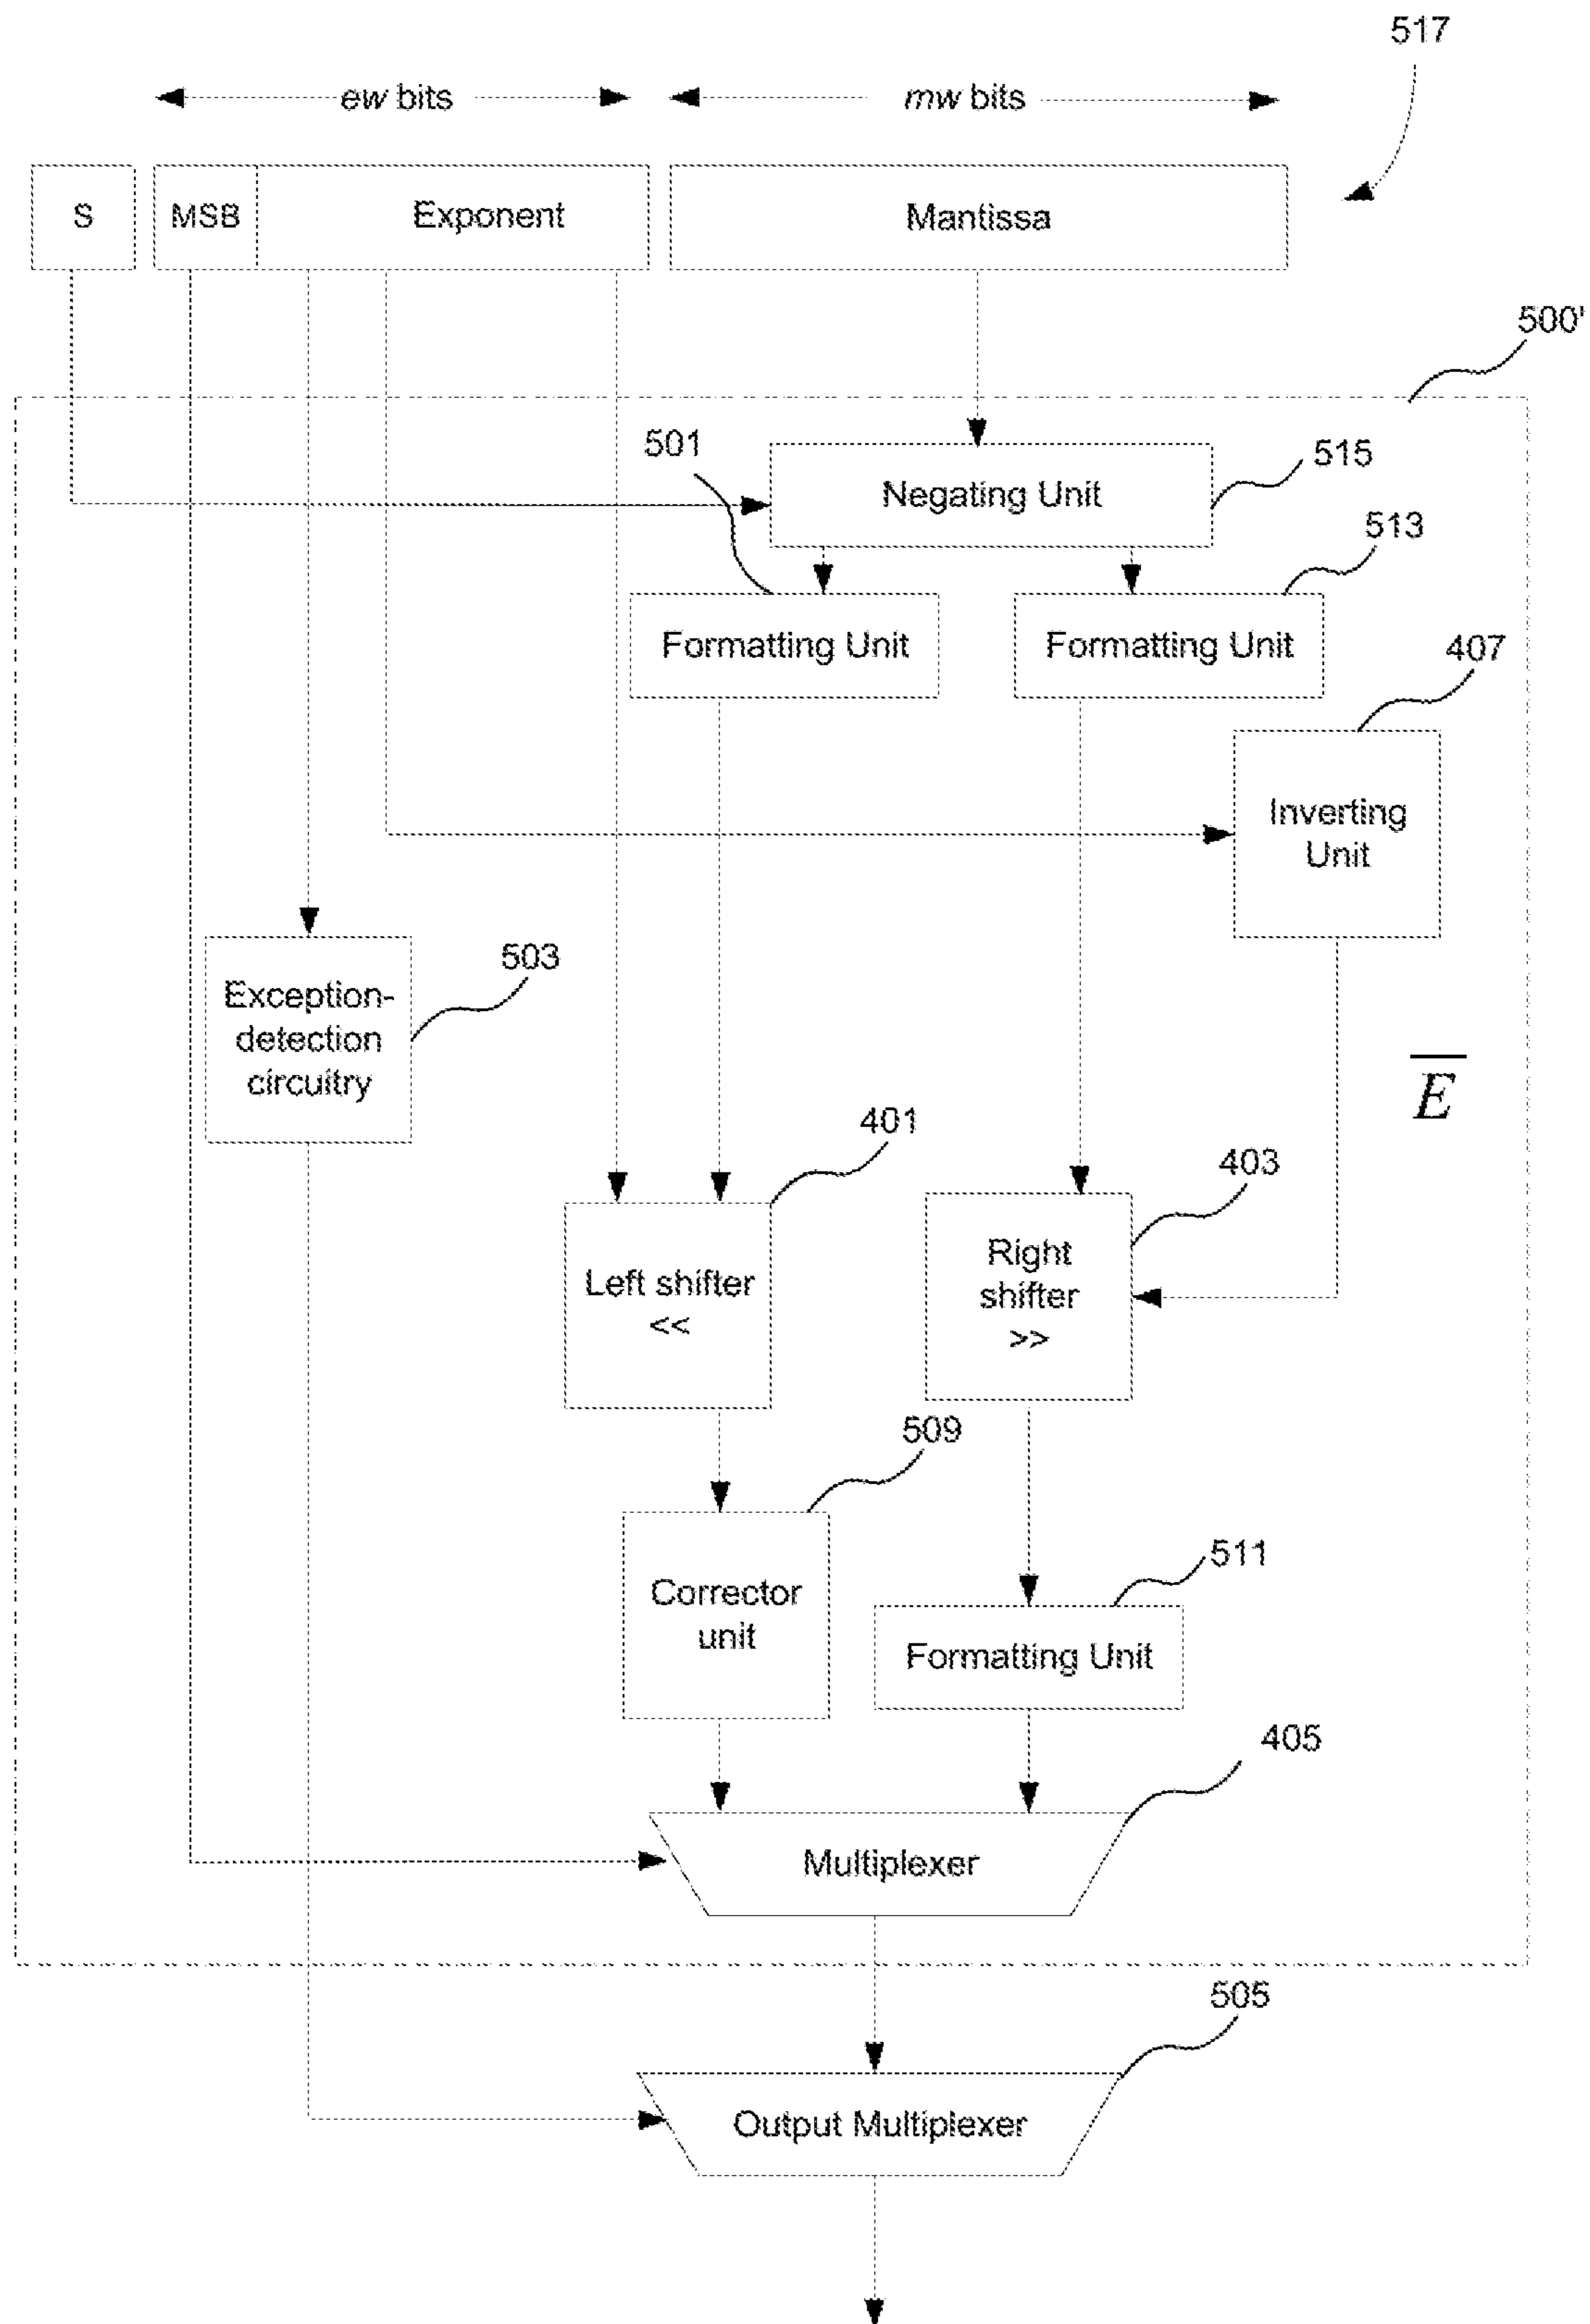 517
ew bits
mw bits
S
MSB
Exponent
Mantissa
500'
501
Negating Unit
515
513
Formatting Unit
Formatting Unit
407
Inverting
Unit
503
Exception-
detection
circuitry
E̅
401
403
Left shifter
<<
Right
shifter
>>
509
511
Corrector
unit
Formatting Unit
405
Multiplexer
505
Output Multiplexer